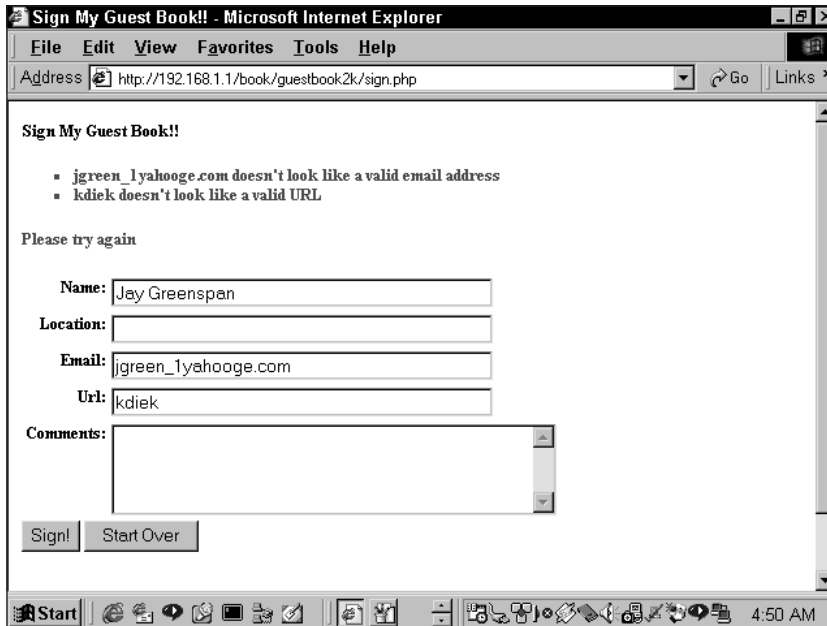 Sign My Guest Book!! - Microsoft Internet Explorer
File Edit View Favorites Tools Help
Address http://192.168.1.1/book/guestbook2k/sign.php Go Links
Sign My Guest Book!!
jgreen_1yahooge.com doesn't look like a valid email address
kdiek doesn't look like a valid URL
Please try again
Name: Jay Greenspan
Location:
Email: jgreen_1yahooge.com
Url: kdiek
Comments:
Sign! Start Over
Start 4:50 AM